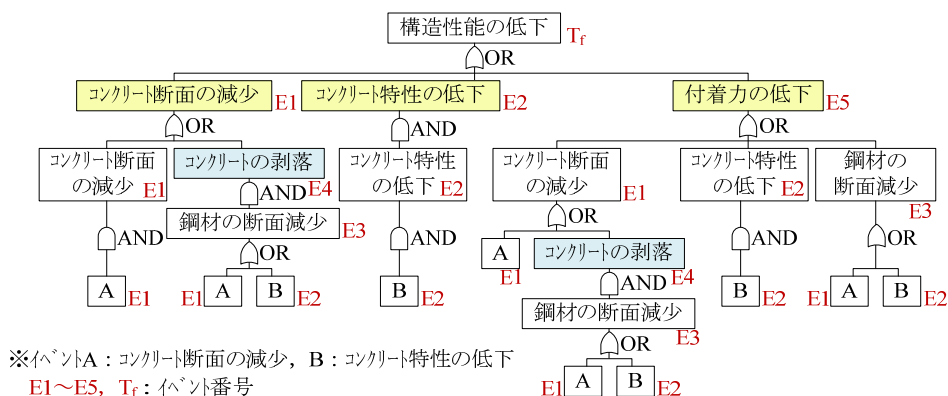 構造性能の低下 Tf
OR
ｺﾝｸﾘｰﾄ断面の減少 E1
ｺﾝｸﾘｰﾄ特性の低下 E2
付着力の低下 E5
OR
AND
OR
ｺﾝｸﾘｰﾄ断面
の減少 E1
ｺﾝｸﾘｰﾄの剥落 E4
ｺﾝｸﾘｰﾄ特性
の低下 E2
ｺﾝｸﾘｰﾄ断面
の減少 E1
ｺﾝｸﾘｰﾄ特性
の低下 E2
鋼材の
断面減少 E3
AND
鋼材の断面減少 E3
AND
OR
AND
OR
AND
OR
A E1
E1 A B E2
B E2
A E1
ｺﾝｸﾘｰﾄの剥落 E4
AND
鋼材の断面減少 E3
OR
E1 A B E2
B E2
E1 A B E2
※ｲﾍﾞﾝﾄA：ｺﾝｸﾘｰﾄ断面の減少，B：ｺﾝｸﾘｰﾄ特性の低下
E1～E5，Tf：ｲﾍﾞﾝﾄ番号